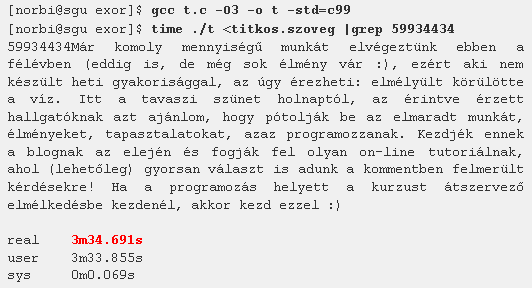 [norbi@sgu exor]$ gcc t.c -O3 -o t -std=c99
[norbi@sgu exor]$ time ./t <titkos.szoveg |grep 59934434
59934434Már komoly mennyiségű munkát elvégeztünk ebben a
félévben (eddig is, de még sok élmény vár :), ezért aki nem
készült heti gyakorisággal, az úgy érezheti: elmélyült körülötte
a víz. Itt a tavaszi szünet holnaptól, az érintve érzett
hallgatóknak azt ajánlom, hogy pótolják be az elmaradt munkát,
élményeket, tapasztalatokat, azaz programozzanak. Kezdjék ennek
a blognak az elején és fogják fel olyan on-line tutoriálnak,
ahol (lehetőleg) gyorsan választ is adunk a kommentben felmerült
kérdésekre! Ha a programozás helyett a kurzust átszervező
elmélkedésbe kezdenél, akkor kezd ezzel :)
real 3m34.691s
user 3m33.855s
sys 0m0.069s